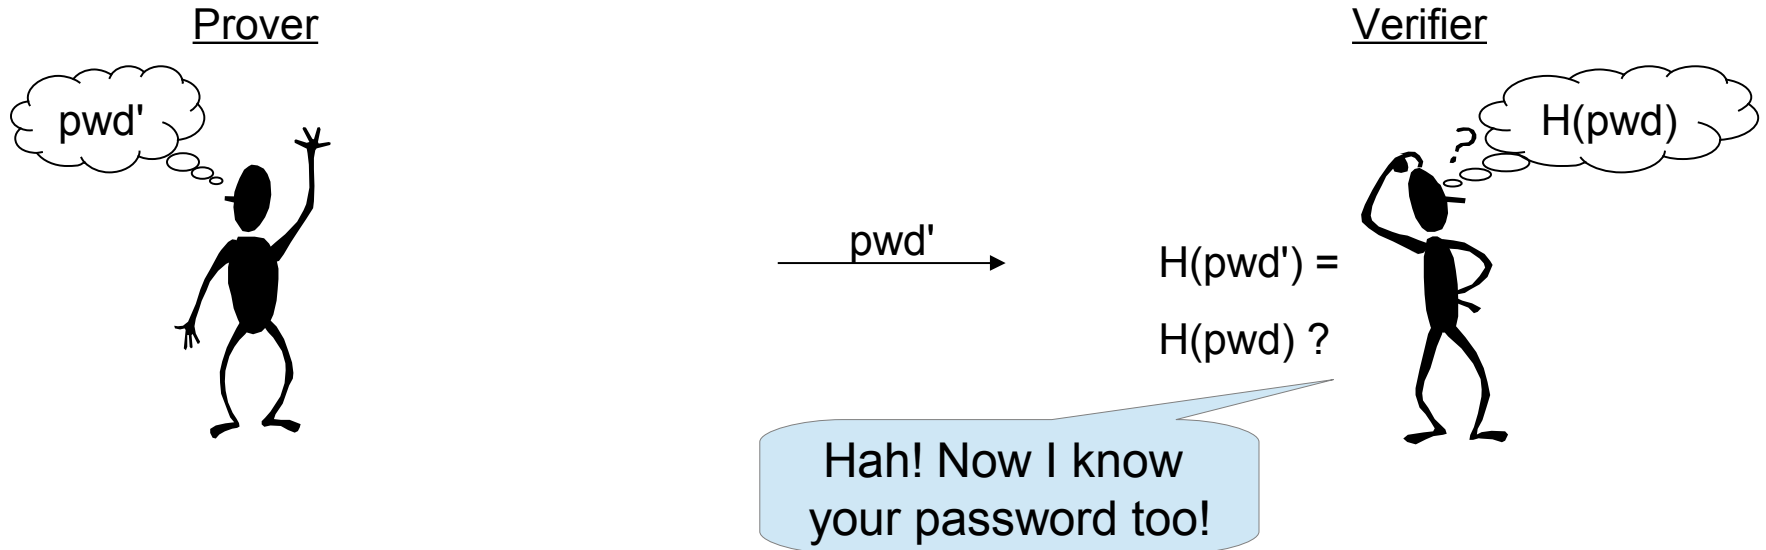 Prover
Verifier
pwd'
H(pwd)
?
pwd'
H(pwd') =
H(pwd) ?
Hah! Now I know
your password too!